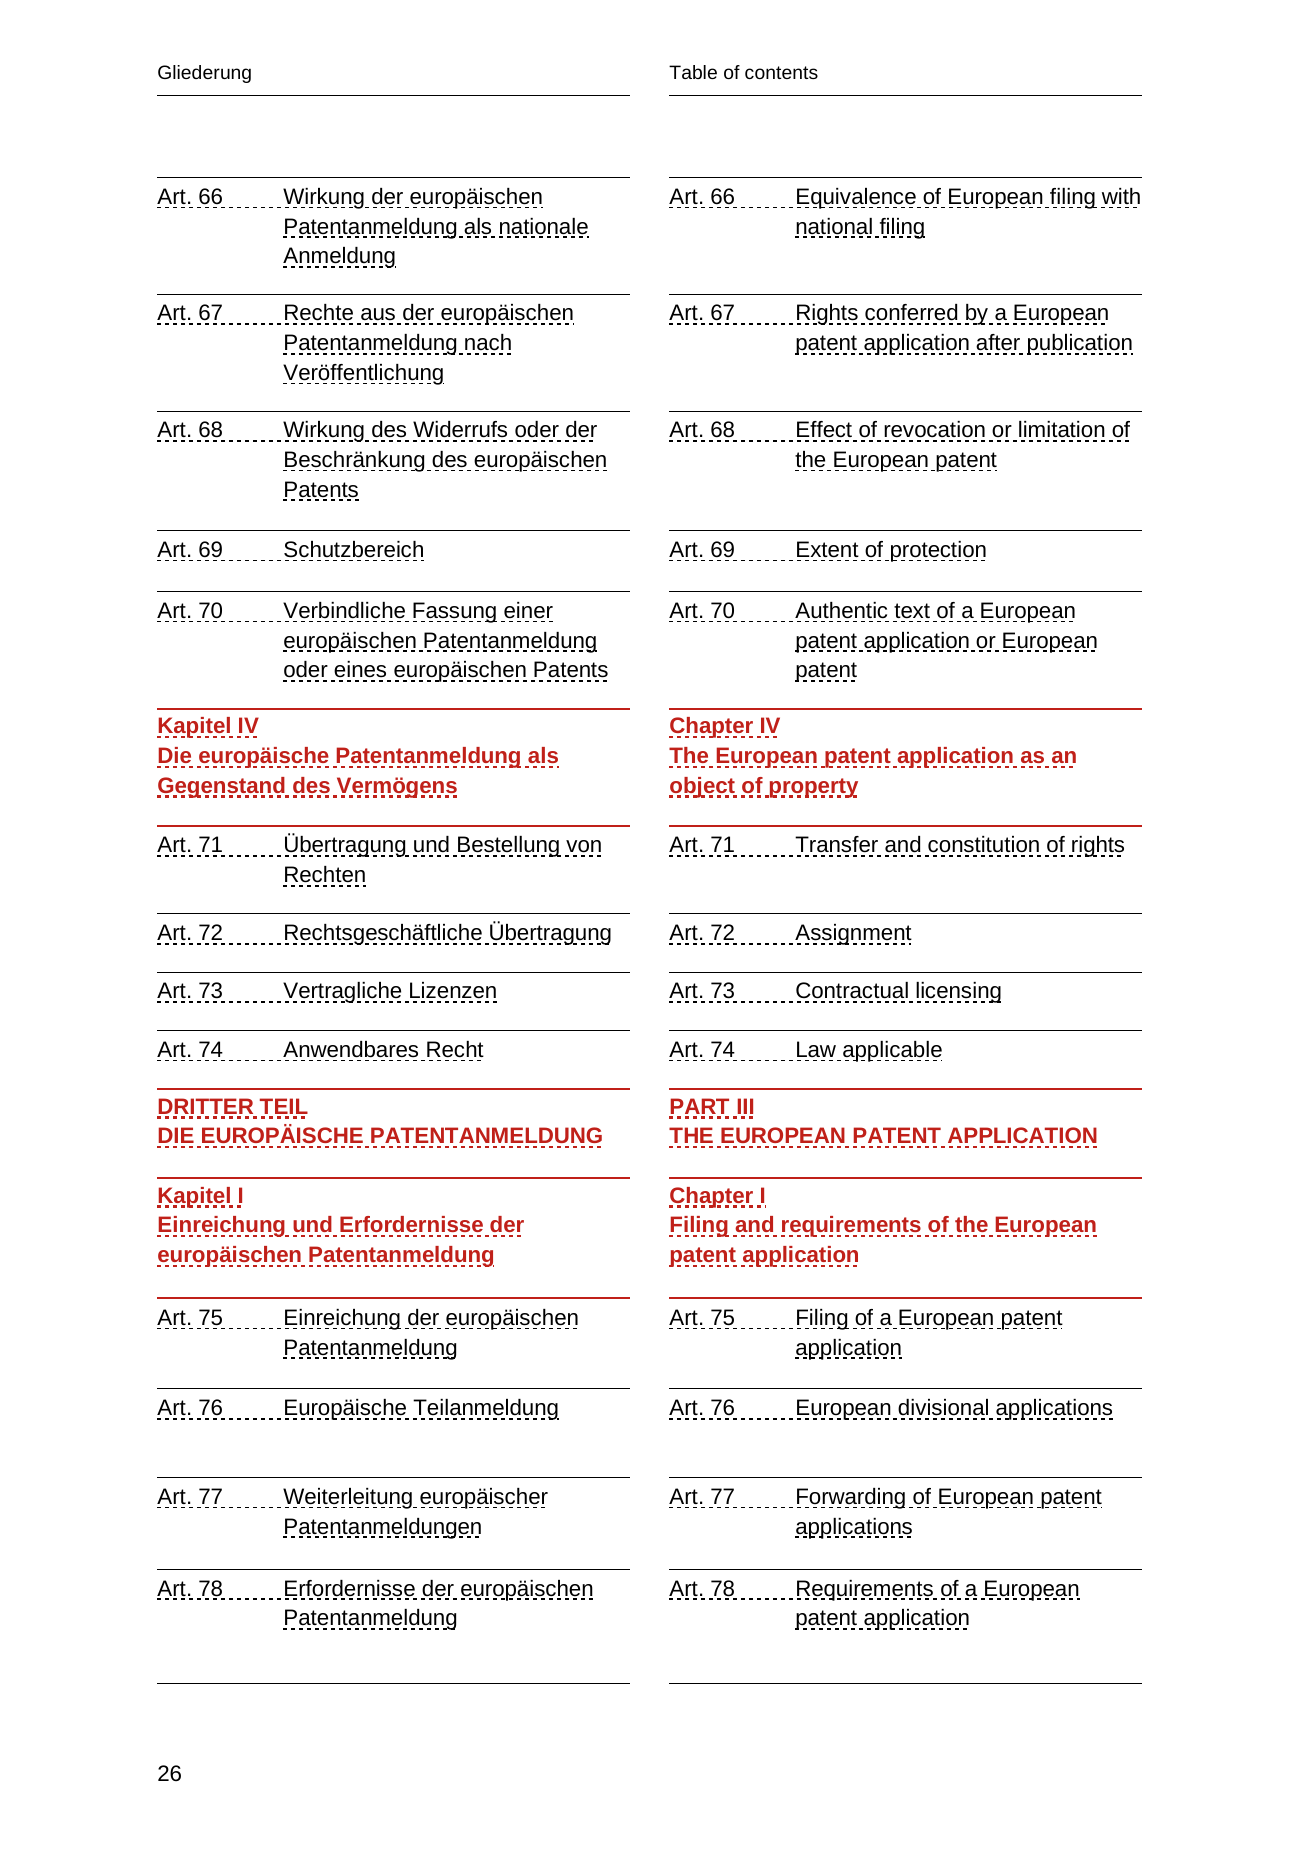 Gliederung
Art. 66 Wirkung der europäischen
Patentanmeldung als nationale
Anmeldung
Art. 67 Rechte aus der europäischen
Patentanmeldung nach
Veröffentlichung
Art. 68 Wirkung des Widerrufs oder der
Beschränkung des europäischen
Patents
Art. 69 Schutzbereich
Art. 70 Verbindliche Fassung einer
europäischen Patentanmeldung
oder eines europäischen Patents
Kapitel IV
Die europäische Patentanmeldung als
Gegenstand des Vermögens
Art. 71 Übertragung und Bestellung von
Rechten
Art. 72 Rechtsgeschäftliche Übertragung
Art. 73 Vertragliche Lizenzen
Art. 74 Anwendbares Recht
DRITTER TEIL
DIE EUROPÄISCHE PATENTANMELDUNG
Kapitel I
Einreichung und Erfordernisse der
europäischen Patentanmeldung
Art. 75 Einreichung der europäischen
Patentanmeldung
Art. 76 Europäische Teilanmeldung
Art. 77 Weiterleitung europäischer
Patentanmeldungen
Art. 78 Erfordernisse der europäischen
Patentanmeldung
Table of contents
Art. 66 Equivalence of European filing with
national filing
Art. 67 Rights conferred by a European
patent application after publication
Art. 68 Effect of revocation or limitation of
the European patent
Art. 69 Extent of protection
Art. 70 Authentic text of a European
patent application or European
patent
Chapter IV
The European patent application as an
object of property
Art. 71 Transfer and constitution of rights
Art. 72 Assignment
Art. 73 Contractual licensing
Art. 74 Law applicable
PART III
THE EUROPEAN PATENT APPLICATION
Chapter I
Filing and requirements of the European
patent application
Art. 75 Filing of a European patent
application
Art. 76 European divisional applications
Art. 77 Forwarding of European patent
applications
Art. 78 Requirements of a European
patent application
26